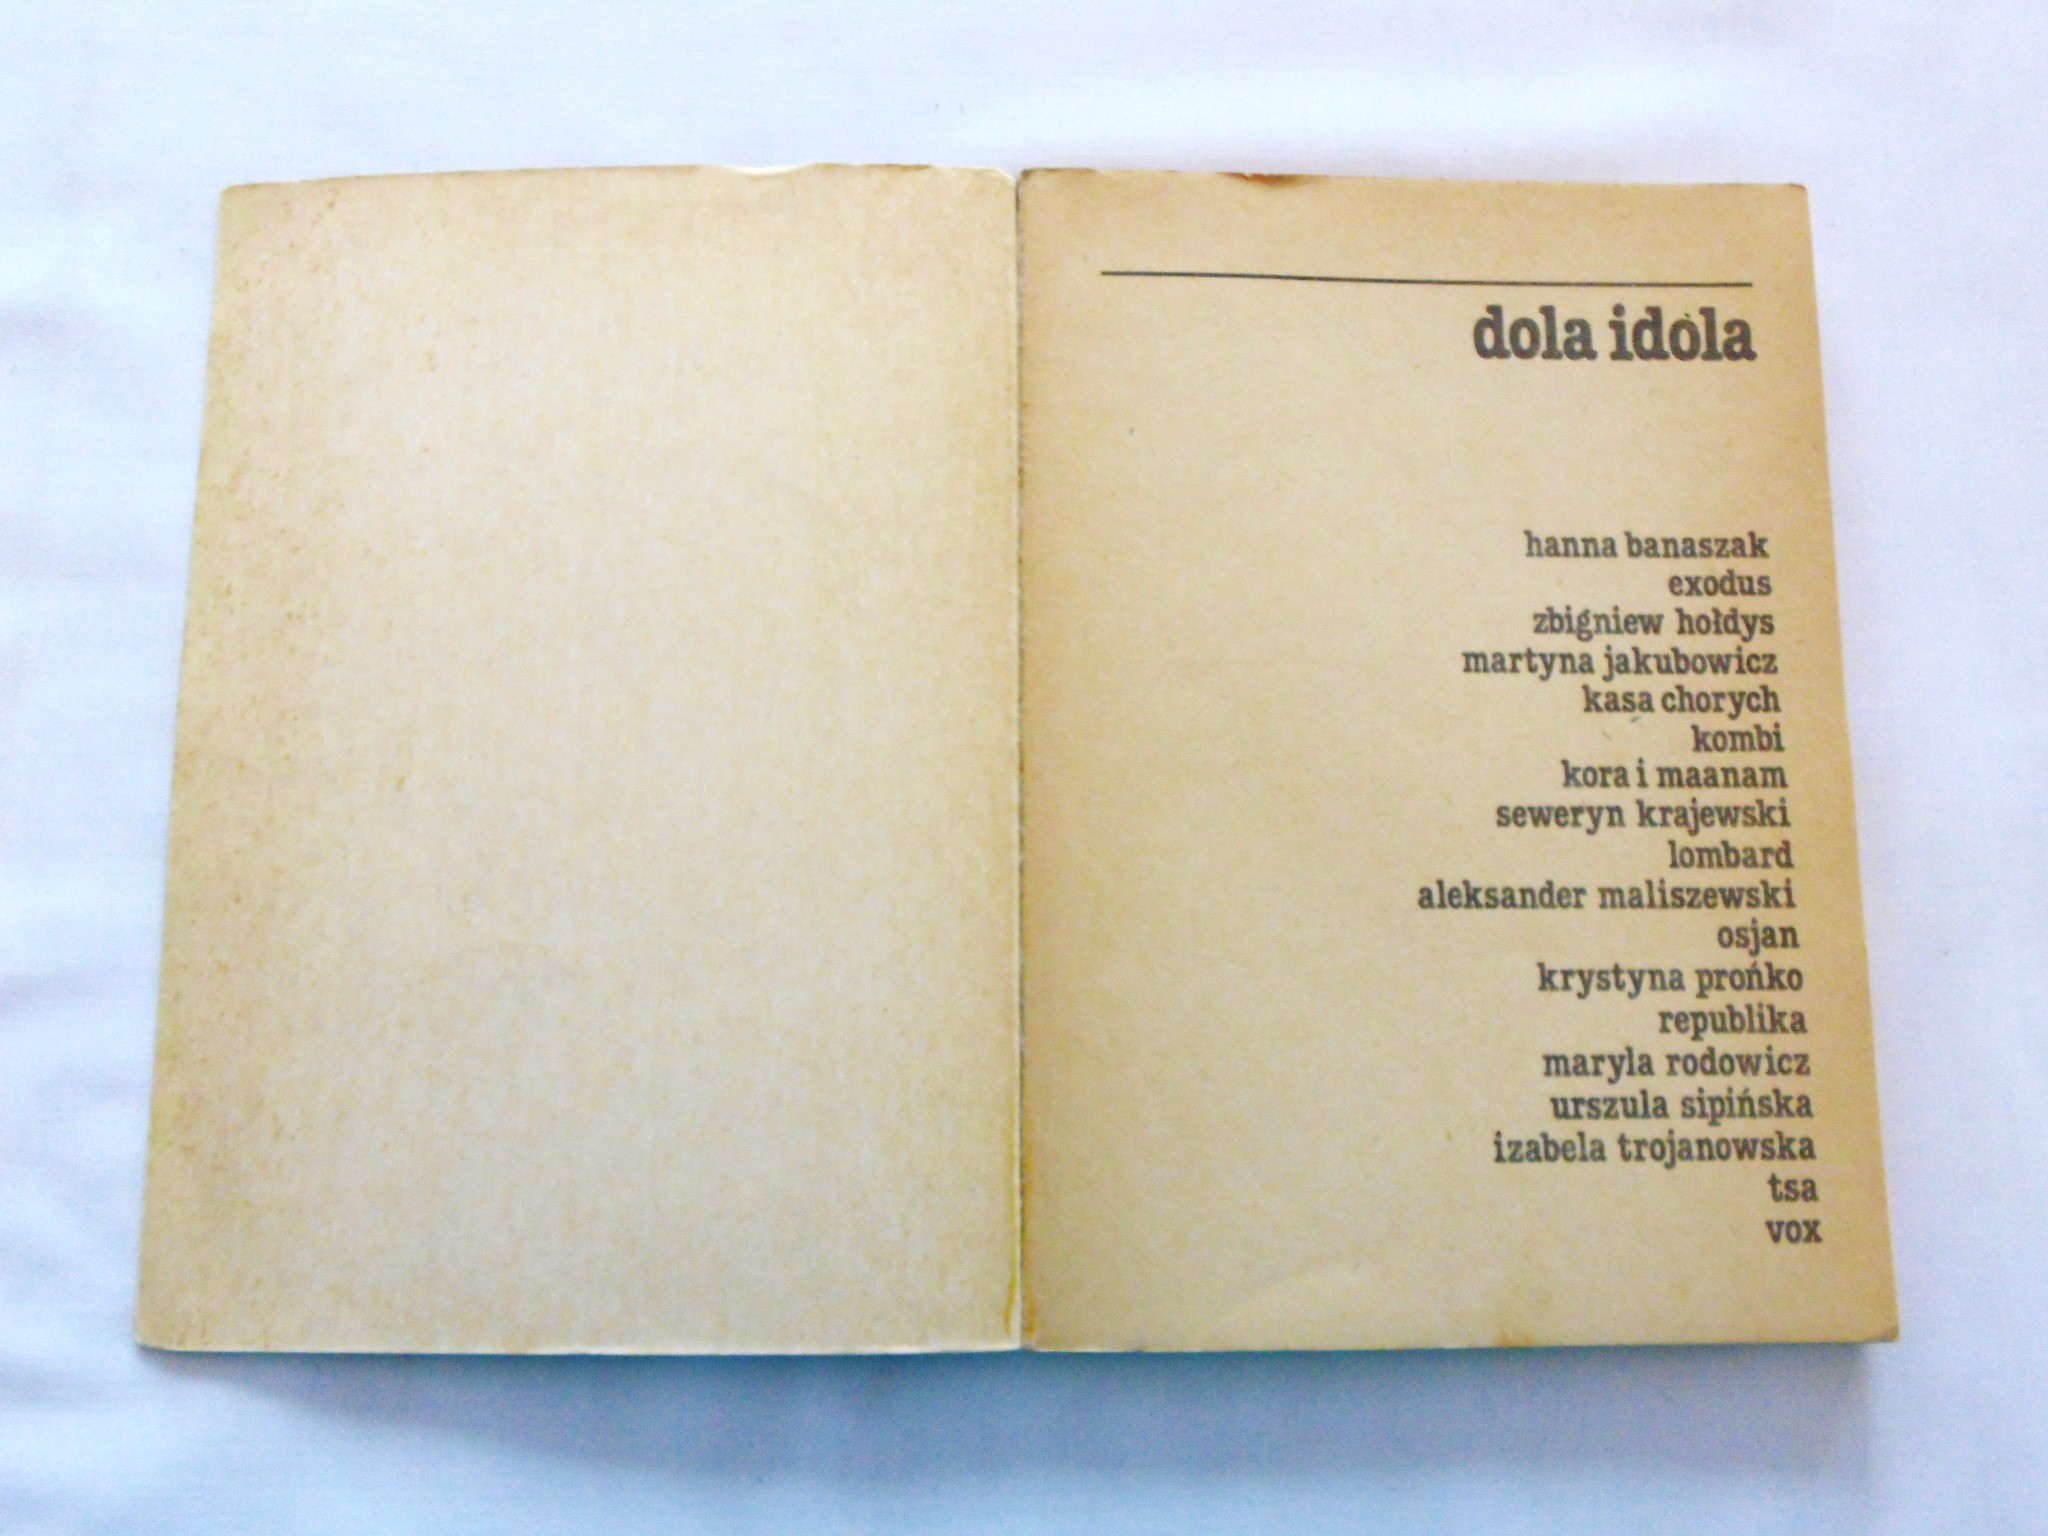 dola idola
hanna banaszak
exodus
zbigniew hołdys
martyna jakubowicz
kasa chorych
kombi
kora i maanam
seweryn krajewski
lombard
aleksander maliszewski
osjan
krystyna prońko
republika
maryla rodowicz
urszula sipińska
izabela trojanowska
tsa
vox